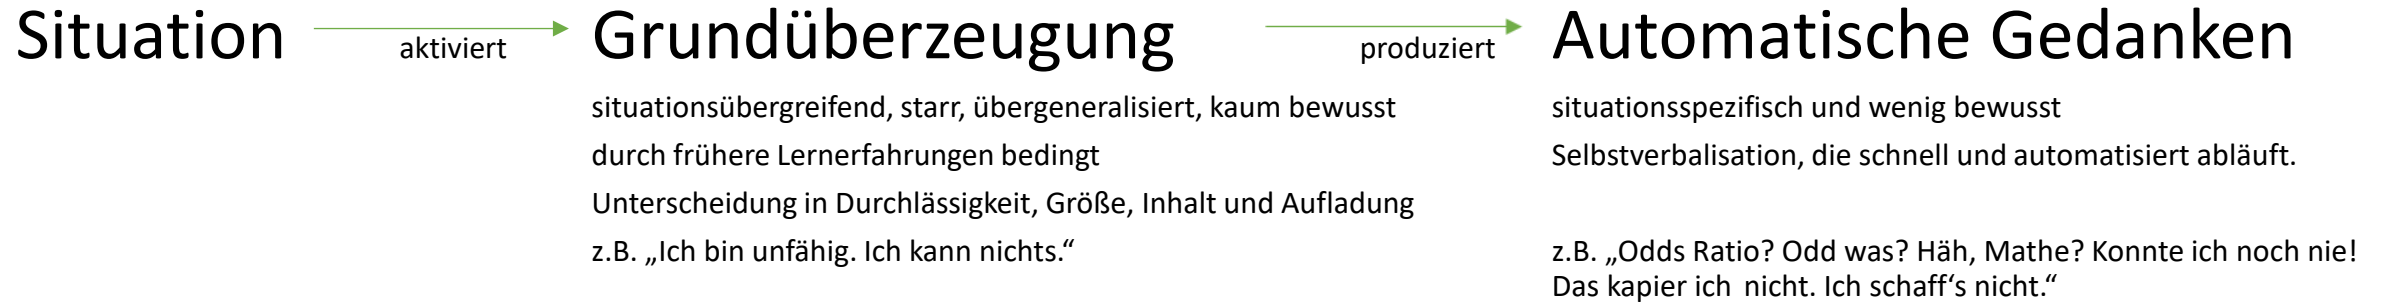 Situation
aktiviert
Grundüberzeugung
produziert
Automatische Gedanken
situationsübergreifend, starr, übergeneralisiert, kaum bewusst
durch frühere Lernerfahrungen bedingt
Unterscheidung in Durchlässigkeit, Größe, Inhalt und Aufladung
z.B. „Ich bin unfähig. Ich kann nichts.“
situationsspezifisch und wenig bewusst
Selbstverbalisation, die schnell und automatisiert abläuft.
z.B. „Odds Ratio? Odd was? Häh, Mathe? Konnte ich noch nie!
Das kapier ich nicht. Ich schaff‘s nicht.“